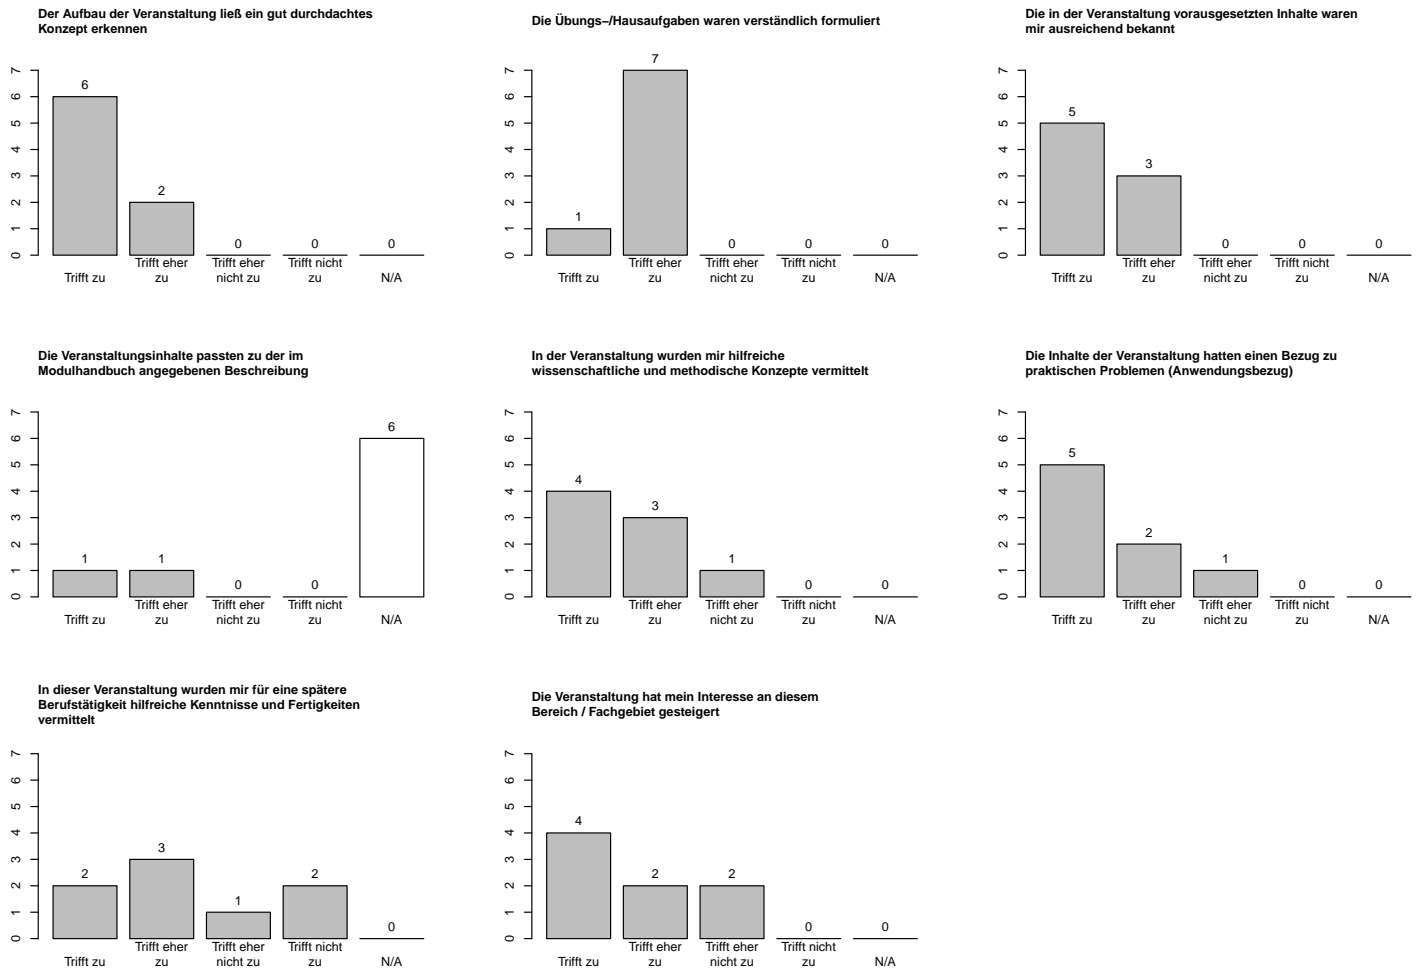 Der Aufbau der Veranstaltung ließ ein gut durchdachtes
Konzept erkennen
7
6
5
4
3
2
1
0
6
2
0
0
0
Trifft zu
Trifft eher
zu
Trifft eher
nicht zu
Trifft nicht
zu
N/A
Die Übungs−/Hausaufgaben waren verständlich formuliert
7
6
5
4
3
2
1
0
1
7
0
0
0
Trifft zu
Trifft eher
zu
Trifft eher
nicht zu
Trifft nicht
zu
N/A
Die in der Veranstaltung vorausgesetzten Inhalte waren
mir ausreichend bekannt
7
6
5
4
3
2
1
0
5
3
0
0
0
Trifft zu
Trifft eher
zu
Trifft eher
nicht zu
Trifft nicht
zu
N/A
Die Veranstaltungsinhalte passten zu der im
Modulhandbuch angegebenen Beschreibung
7
6
5
4
3
2
1
0
1
1
0
0
6
Trifft zu
Trifft eher
zu
Trifft eher
nicht zu
Trifft nicht
zu
N/A
In der Veranstaltung wurden mir hilfreiche
wissenschaftliche und methodische Konzepte vermittelt
7
6
5
4
3
2
1
0
4
3
1
0
0
Trifft zu
Trifft eher
zu
Trifft eher
nicht zu
Trifft nicht
zu
N/A
Die Inhalte der Veranstaltung hatten einen Bezug zu
praktischen Problemen (Anwendungsbezug)
7
6
5
4
3
2
1
0
5
2
1
0
0
Trifft zu
Trifft eher
zu
Trifft eher
nicht zu
Trifft nicht
zu
N/A
In dieser Veranstaltung wurden mir für eine spätere
Berufstätigkeit hilfreiche Kenntnisse und Fertigkeiten
vermittelt
7
6
5
4
3
2
1
0
2
3
1
2
0
Trifft zu
Trifft eher
zu
Trifft eher
nicht zu
Trifft nicht
zu
N/A
Die Veranstaltung hat mein Interesse an diesem
Bereich / Fachgebiet gesteigert
7
6
5
4
3
2
1
0
4
2
2
0
0
Trifft zu
Trifft eher
zu
Trifft eher
nicht zu
Trifft nicht
zu
N/A